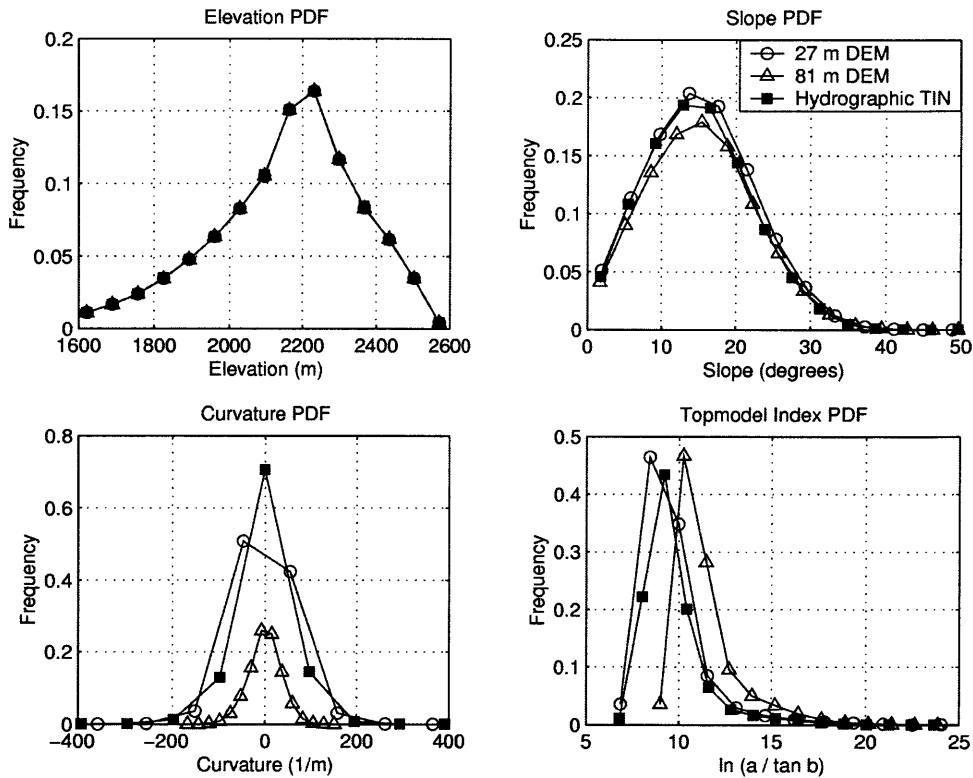 Elevation PDF
0.2
0.15
0.1
0.05
0
Frequency
1600
1800
2000
2200
2400
2600
Elevation (m)
Slope PDF
0.25
0.2
0.15
0.1
0.05
0
Frequency
27 m DEM
81 m DEM
Hydrographic TIN
0
10
20
30
40
50
Slope (degrees)
Curvature PDF
0.8
0.6
0.4
0.2
0
Frequency
−400
−200
0
200
400
Curvature (1/m)
Topmodel Index PDF
0.5
0.4
0.3
0.2
0.1
0
Frequency
5
10
15
20
25
ln (a / tan b)